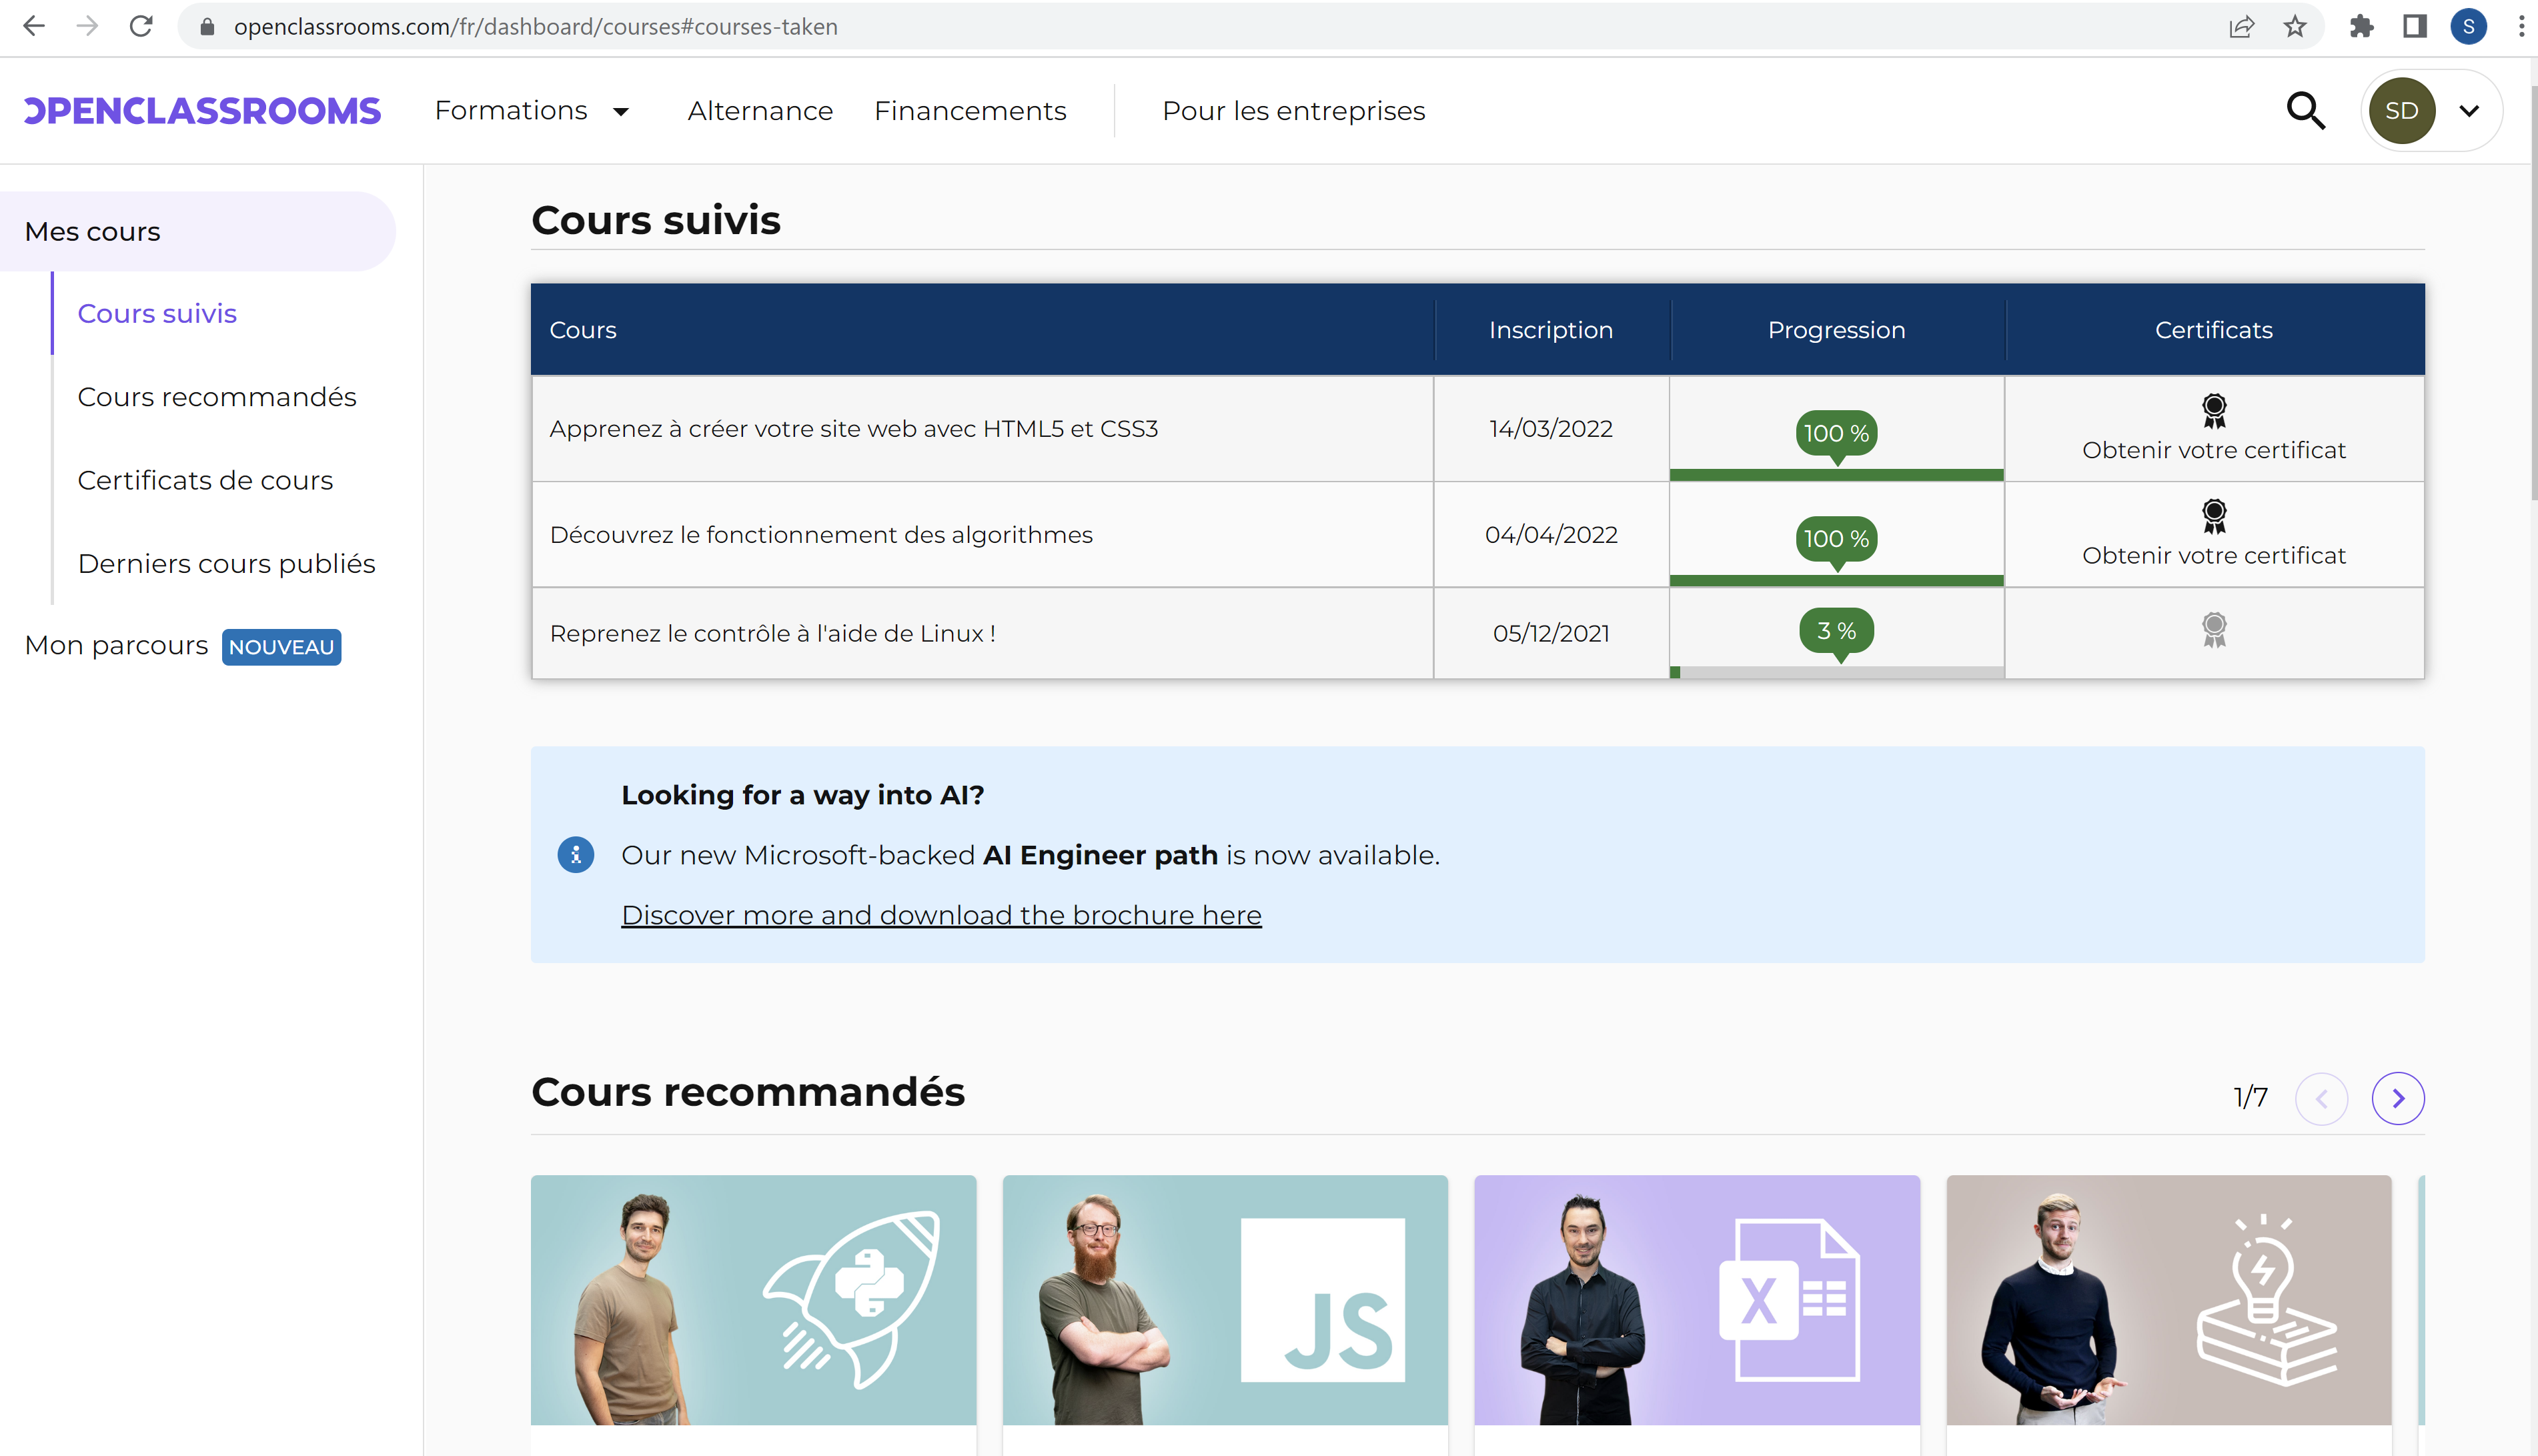 openclassrooms.com/fr/dashboard/courses#courses-taken
S
OPENCLASSROOMS
Formations
Alternance
Financements
Pour les entreprises
SD
Mes cours
Cours suivis
Cours recommandés
Certificats de cours
Derniers cours publiés
Mon parcours NOUVEAU
Cours suivis
Cours Inscription Progression Certificats
Apprenez à créer votre site web avec HTML5 et CSS3 14/03/2022 100 % Obtenir votre certificat
Découvrez le fonctionnement des algorithmes 04/04/2022 100 % Obtenir votre certificat
Reprenez le contrôle à l'aide de Linux ! 05/12/2021 3 %
Looking for a way into AI?
Our new Microsoft-backed AI Engineer path is now available.
Discover more and download the brochure here
Cours recommandés
1/7
JS
X